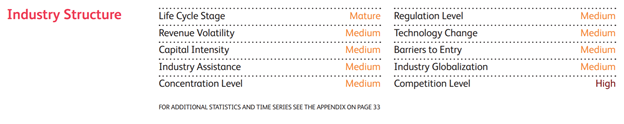 Industry Structure
Life Cycle Stage Mature
Revenue Volatility Medium
Capital Intensity Medium
Industry Assistance Medium
Concentration Level Medium
Regulation Level Medium
Technology Change Medium
Barriers to Entry Medium
Industry Globalization Medium
Competition Level High
FOR ADDITIONAL STATISTICS AND TIME SERIES SEE THE APPENDIX ON PAGE 33